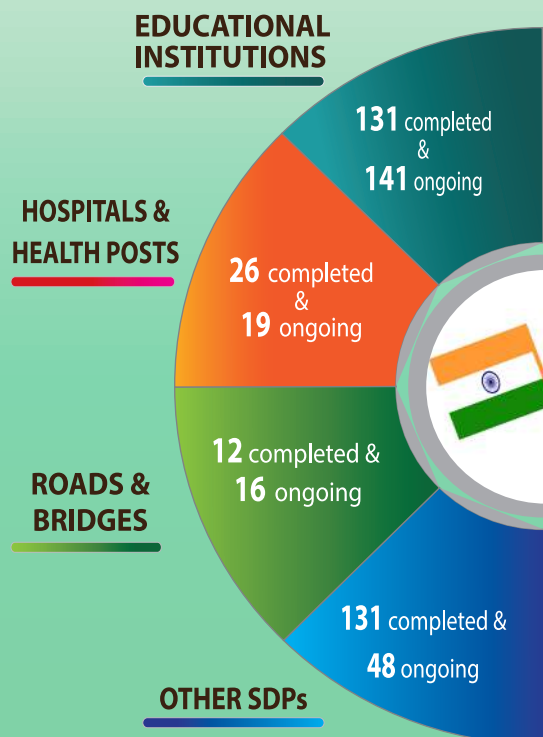 EDUCATIONAL
INSTITUTIONS
131 completed
&
141 ongoing
HOSPITALS &
HEALTH POSTS
26 completed
&
19 ongoing
ROADS &
BRIDGES
12 completed &
16 ongoing
OTHER SDPs
131 completed &
48 ongoing